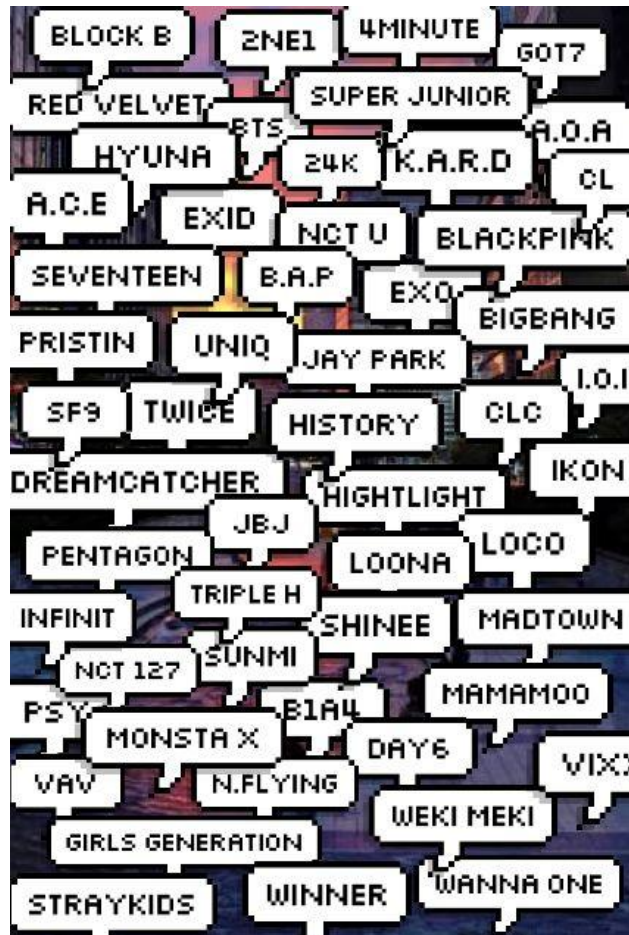 BLOCK B
2NE1
4MINUTE
GOT7
RED VELVET
BTS
SUPER JUNIOR
A.O.A
HYUNA
24K
K.A.R.D
CL
A.C.E
EXID
NCT U
BLACKPINK
SEVENTEEN
B.A.P
EXO
BIGBANG
PRISTIN
UNIQ
JAY PARK
I.O.I
SF9
TWICE
HISTORY
CLC
DREAMCATCHER
HIGHTLIGHT
IKON
JBJ
PENTAGON
LOONA
LOCO
TRIPLE H
INFINIT
SHINEE
MADTOWN
NCT 127
SUNMI
MAMAMOO
PSY
B1A4
MONSTA X
DAY6
VIXX
VAV
N.FLYING
WEKI MEKI
GIRLS GENERATION
WANNA ONE
STRAYKIDS
WINNER